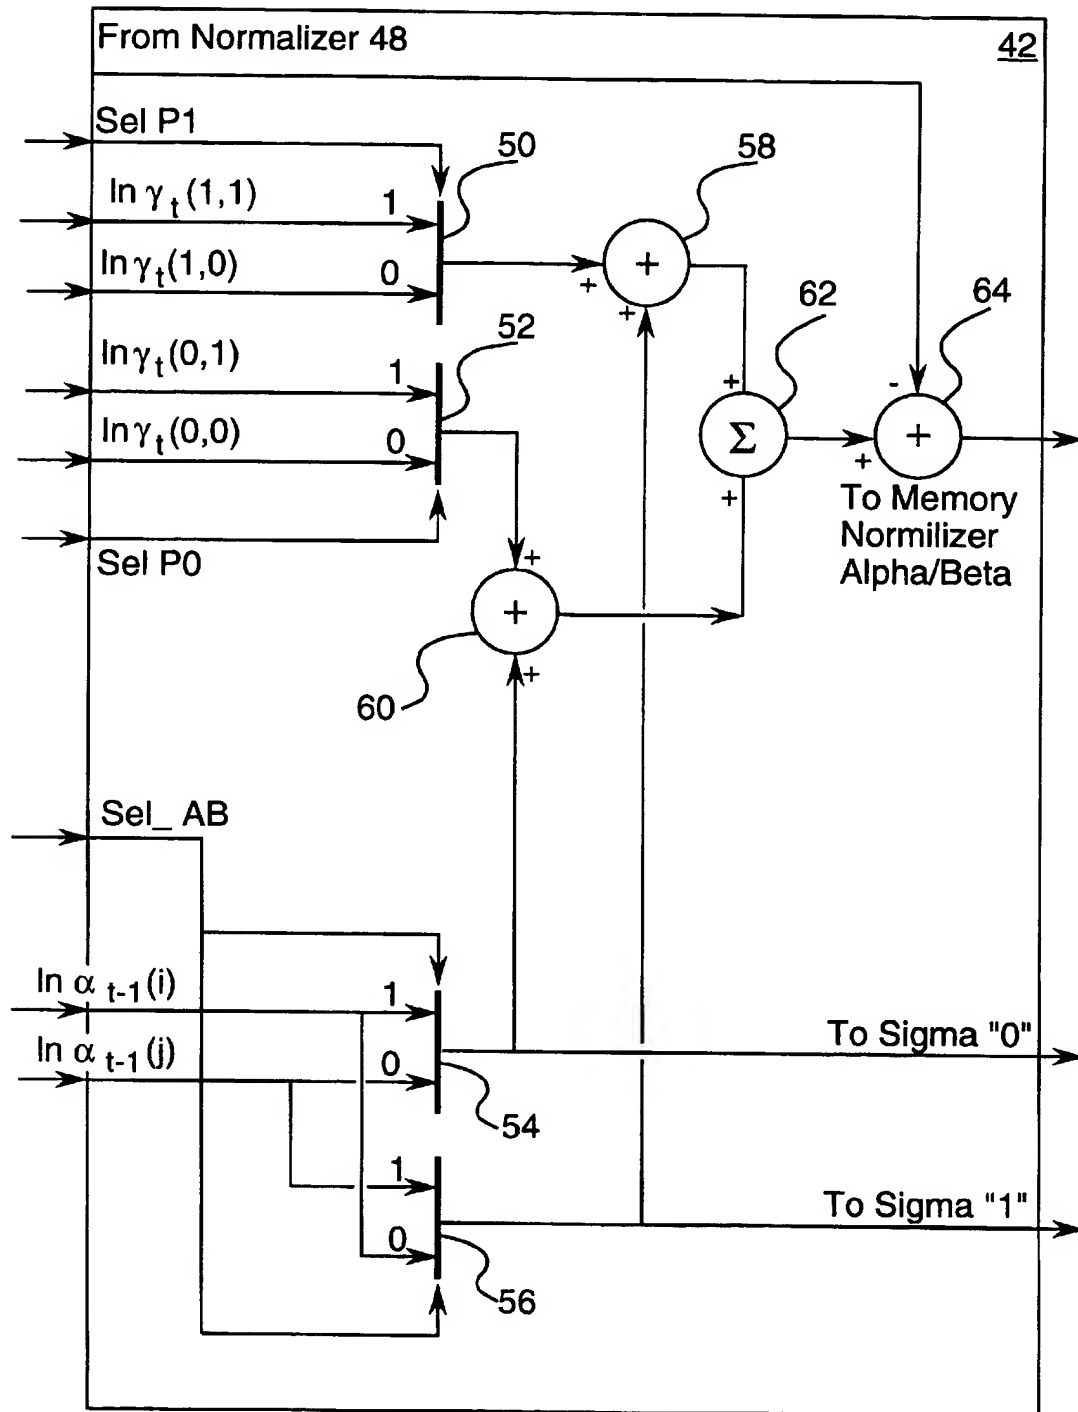 From Normalizer 48
42
Sel P1
50
58
ln γt(1,1)
1
ln γt(1,0)
0
62
64
52
ln γt(0,1)
1
ln γt(0,0)
0
+
+
+
+
+
Σ
+
-
+
+
To Memory
Normilizer
Alpha/Beta
Sel P0
+
+
+
60
Sel_ AB
ln α t-1(i)
1
To Sigma "0"
ln α t-1(j)
0
54
1
To Sigma "1"
0
56